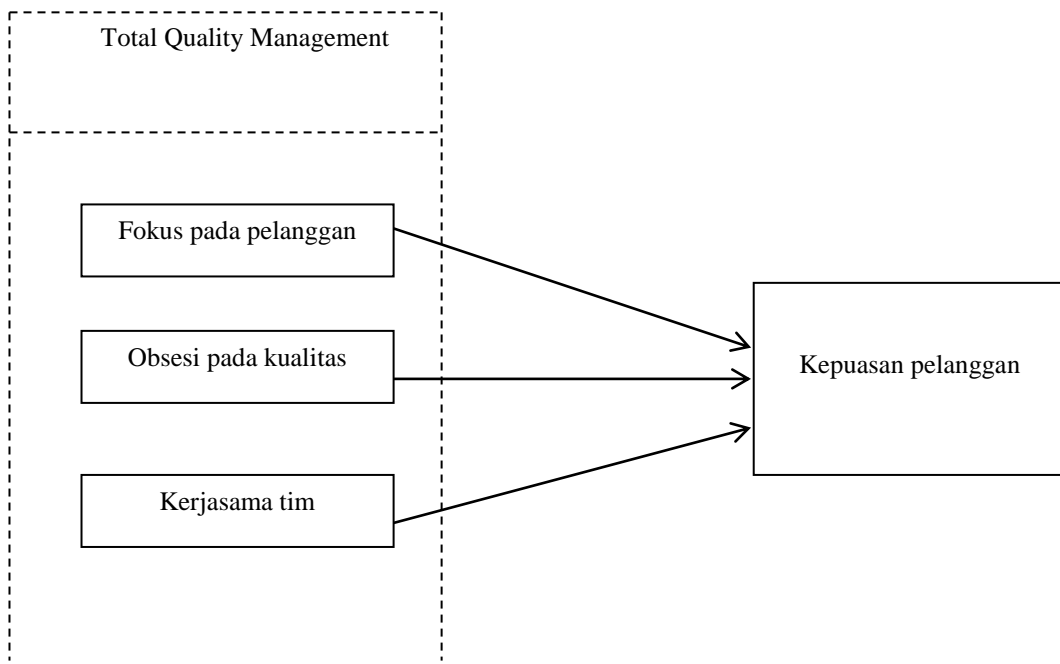 Total Quality Management
Fokus pada pelanggan
Obsesi pada kualitas
Kepuasan pelanggan
Kerjasama tim